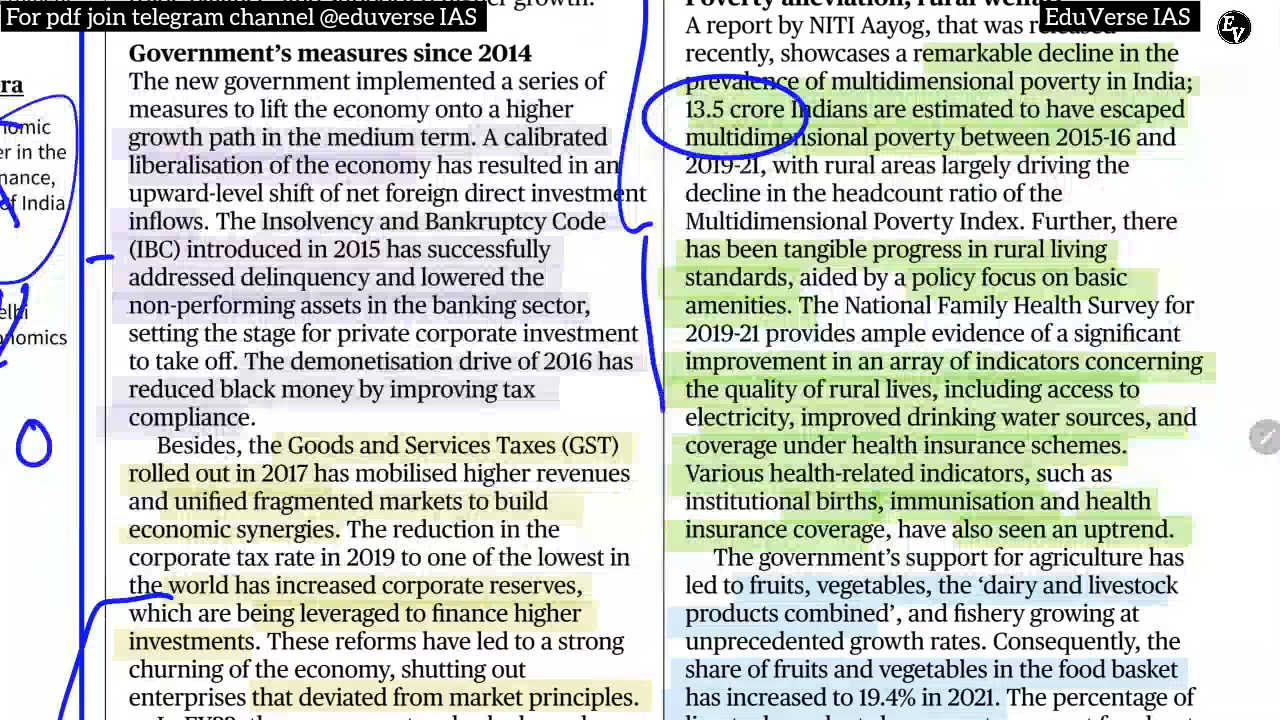 For pdf join telegram channel @eduverse IAS
EduVerse IAS
EV
growth.
Government's measures since 2014
The new government implemented a series of
measures to lift the economy onto a higher
growth path in the medium term. A calibrated
liberalisation of the economy has resulted in an
upward-level shift of net foreign direct investment
inflows. The Insolvency and Bankruptcy Code
(IBC) introduced in 2015 has successfully
addressed delinquency and lowered the
non-performing assets in the banking sector,
setting the stage for private corporate investment
to take off. The demonetisation drive of 2016 has
reduced black money by improving tax
compliance.
Besides, the Goods and Services Taxes (GST)
rolled out in 2017 has mobilised higher revenues
and unified fragmented markets to build
economic synergies. The reduction in the
corporate tax rate in 2019 to one of the lowest in
the world has increased corporate reserves,
which are being leveraged to finance higher
investments. These reforms have led to a strong
churning of the economy, shutting out
enterprises that deviated from market principles.
Poverty alleviation, rural
A report by NITI Aayog, that was released
recently, showcases a remarkable decline in the
prevalence of multidimensional poverty in India;
13.5 crore Indians are estimated to have escaped
multidimensional poverty between 2015-16 and
2019-21, with rural areas largely driving the
decline in the headcount ratio of the
Multidimensional Poverty Index. Further, there
has been tangible progress in rural living
standards, aided by a policy focus on basic
amenities. The National Family Health Survey for
2019-21 provides ample evidence of a significant
improvement in an array of indicators concerning
the quality of rural lives, including access to
electricity, improved drinking water sources, and
coverage under health insurance schemes.
Various health-related indicators, such as
institutional births, immunisation and health
insurance coverage, have also seen an uptrend.
The government's support for agriculture has
led to fruits, vegetables, the 'dairy and livestock
products combined', and fishery growing at
unprecedented growth rates. Consequently, the
share of fruits and vegetables in the food basket
has increased to 19.4% in 2021. The percentage of